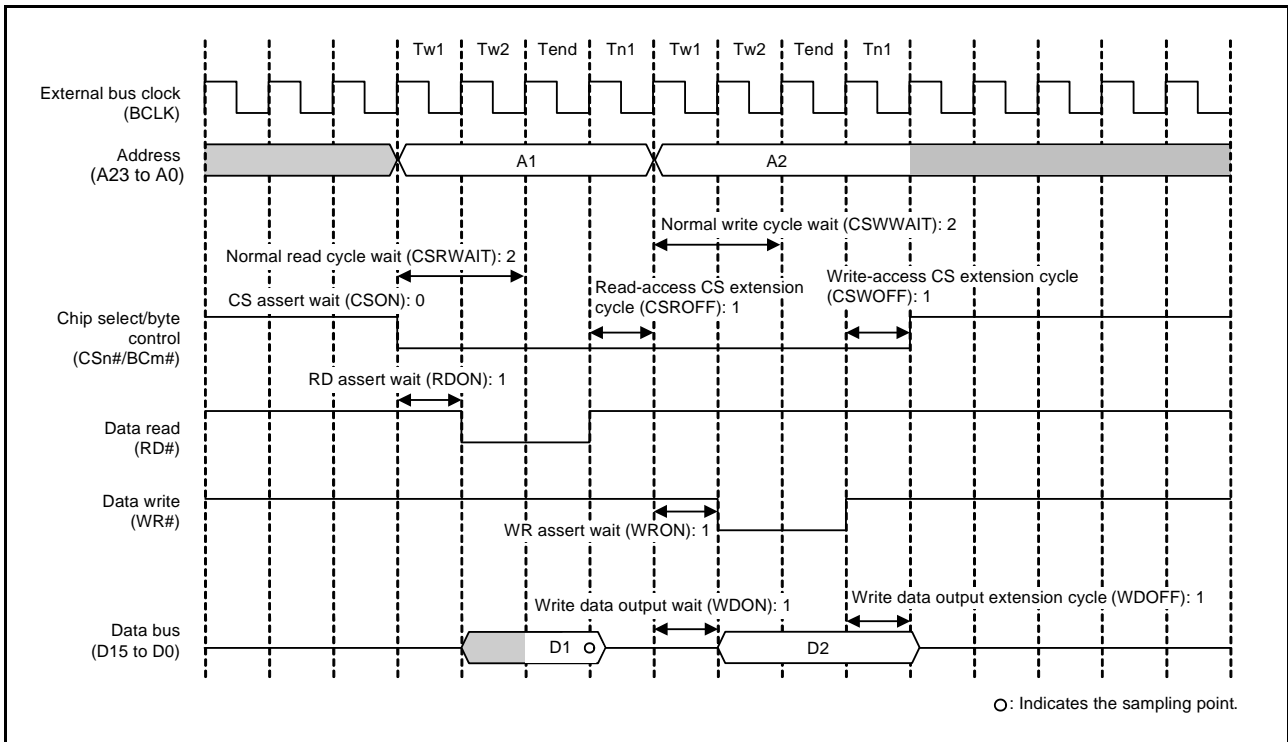 Tw1 Tw2 Tend Tn1 Tw1 Tw2 Tend Tn1
External bus clock
(BCLK)
Address
(A23 to A0)
A1
A2
Normal write cycle wait (CSWWAIT): 2
Normal read cycle wait (CSRWAIT): 2
CS assert wait (CSON): 0
Read-access CS extension
cycle (CSROFF): 1
Write-access CS extension cycle
(CSWOFF): 1
Chip select/byte
control
(CSn#/BCm#)
RD assert wait (RDON): 1
Data read
(RD#)
Data write
(WR#)
WR assert wait (WRON): 1
Write data output wait (WDON): 1
Write data output extension cycle (WDOFF): 1
Data bus
(D15 to D0)
D1
D2
: Indicates the sampling point.